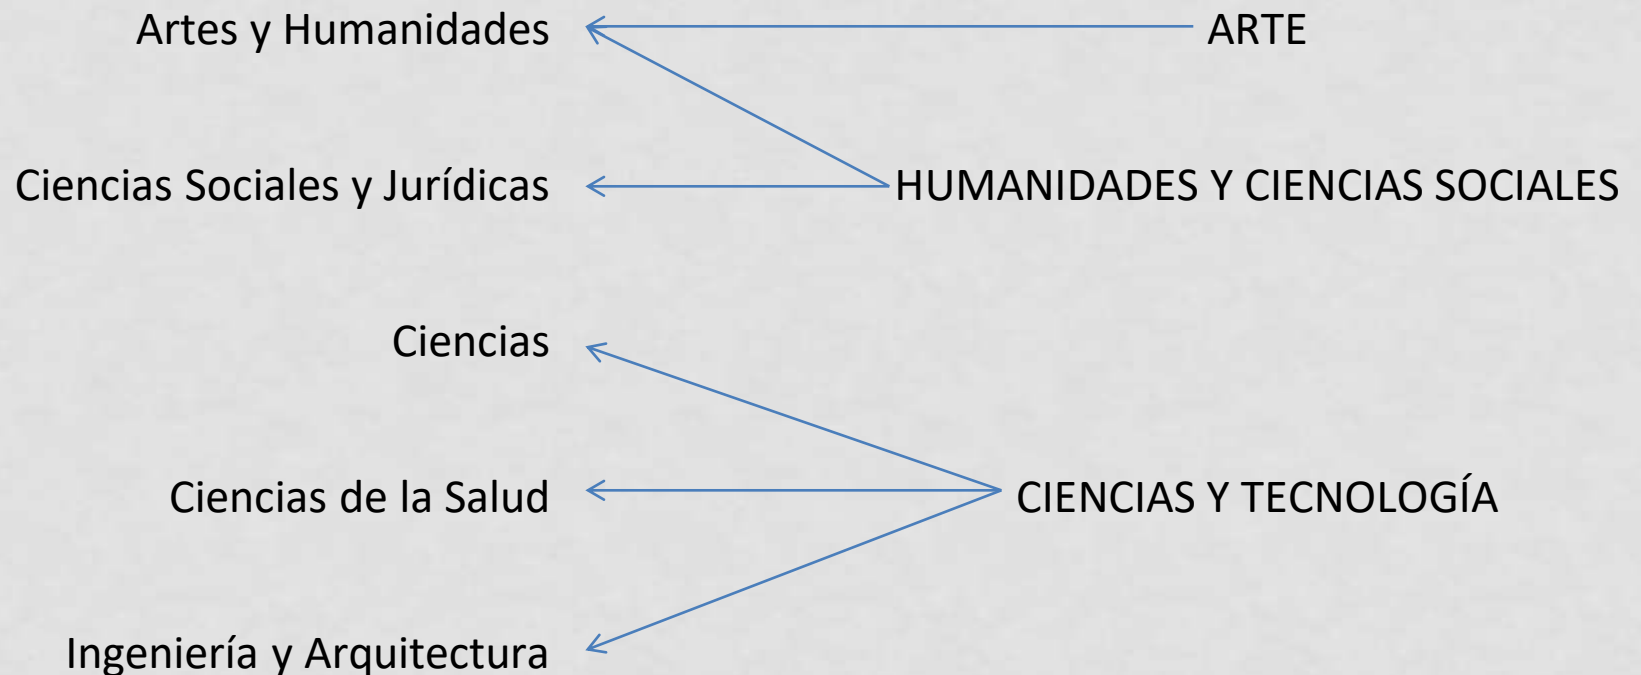 Artes y Humanidades
ARTE
Ciencias Sociales y Jurídicas
HUMANIDADES Y CIENCIAS SOCIALES
Ciencias
Ciencias de la Salud
CIENCIAS Y TECNOLOGÍA
Ingeniería y Arquitectura